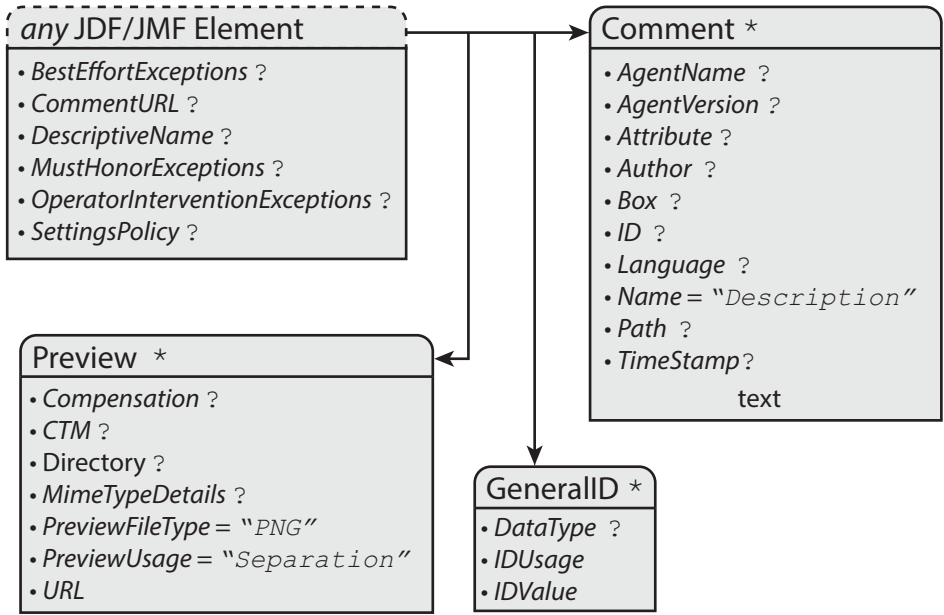 any JDF/JMF Element
• BestEffortExceptions ?
• CommentURL ?
• DescriptiveName ?
• MustHonorExceptions ?
• OperatorInterventionExceptions ?
• SettingsPolicy ?
Comment *
• AgentName ?
• AgentVersion ?
• Attribute ?
• Author ?
• Box ?
• ID ?
• Language ?
• Name = “Description”
• Path ?
• TimeStamp?
text
Preview *
• Compensation ?
• CTM ?
• Directory ?
• MimeTypeDetails ?
• PreviewFileType = “PNG”
• PreviewUsage = “Separation”
• URL
GeneralID *
• DataType ?
• IDUsage
• IDValue